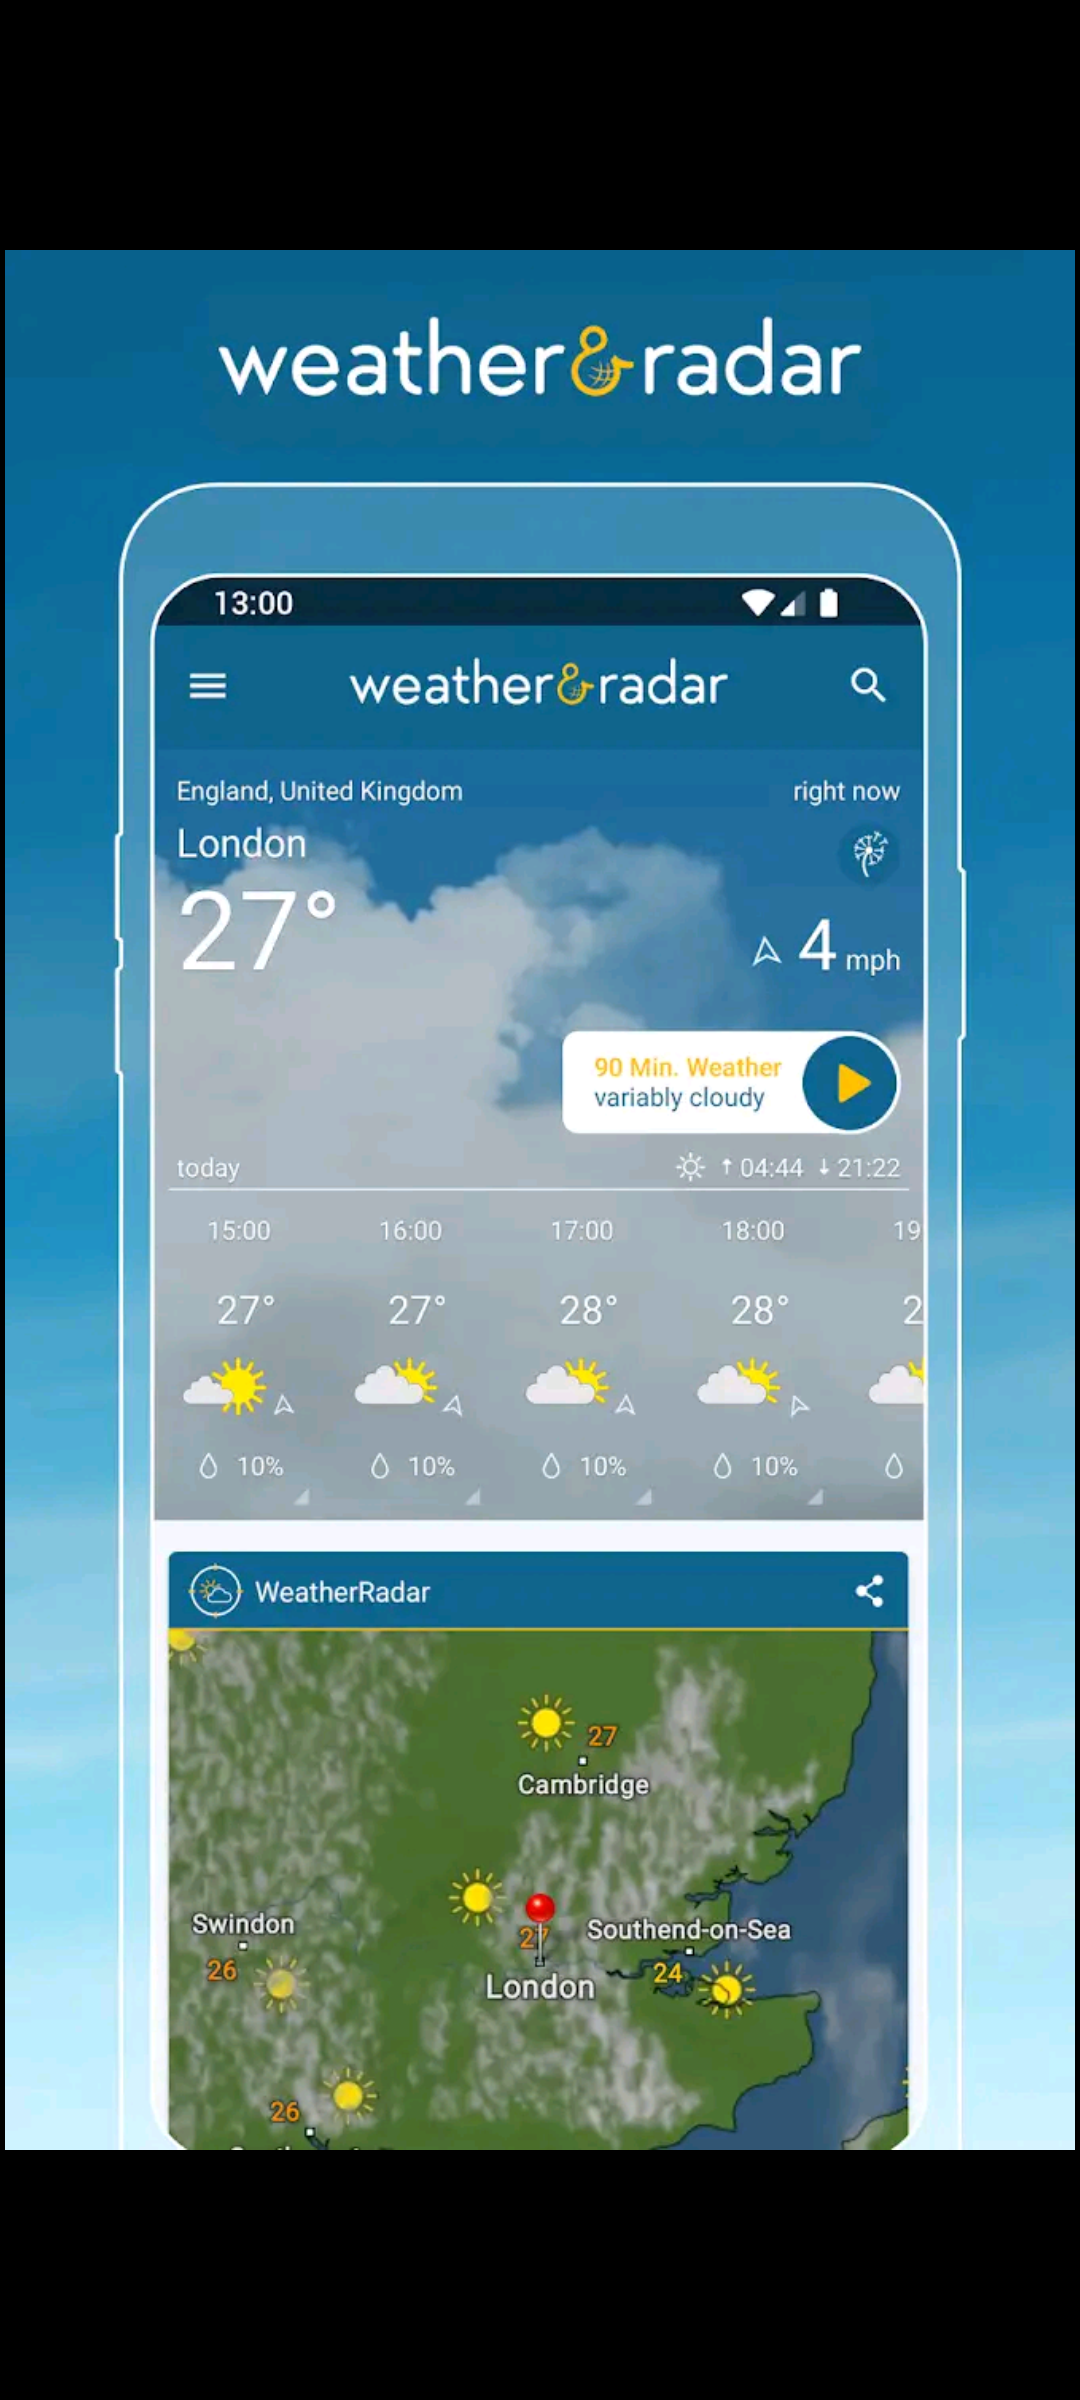 weather&radar
13:00
weather&radar
England, United Kingdom right now
London
27°
4 mph
90 Min. Weather
variably cloudy
today ↑ 04:44 ↓ 21:22
15:00 16:00 17:00 18:00 19
27° 27° 28° 28° 2
10% 10% 10% 10%
WeatherRadar
27
Cambridge
Swindon
Southend-on-Sea
27
26
24
London
26